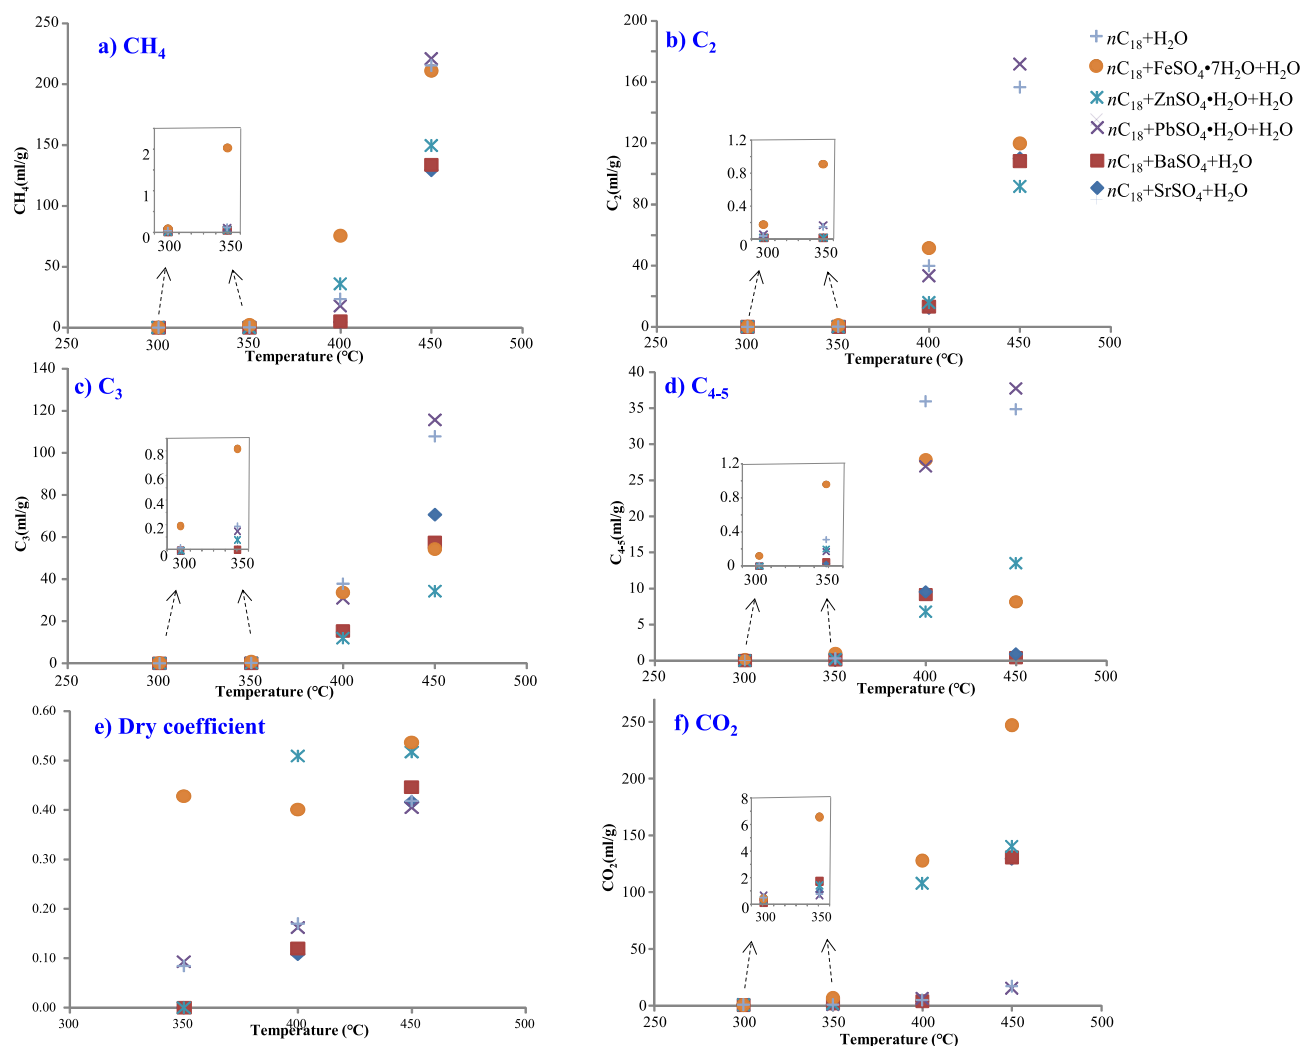 a) CH4
CH4(ml/g)
250
200
150
100
50
0
2
1
0
300 350
250 300 350 400 450 500
Temperature (℃)
b) C2
C2(ml/g)
200
160
120
80
40
0
1.2
0.8
0.4
0
300 350
250 300 350 400 450 500
Temperature (℃)
nC18+H2O
nC18+FeSO4•7H2O+H2O
nC18+ZnSO4•H2O+H2O
nC18+PbSO4•H2O+H2O
nC18+BaSO4+H2O
nC18+SrSO4+H2O
c) C3
C3(ml/g)
140
120
100
80
60
40
20
0
0.8
0.6
0.4
0.2
0
300 350
250 300 350 400 450 500
Temperature (℃)
d) C4-5
C4-5(ml/g)
40
35
30
25
20
15
10
5
0
1.2
0.8
0.4
0
300 350
250 300 350 400 450 500
Temperature (℃)
e) Dry coefficient
0.60
0.50
0.40
0.30
0.20
0.10
0.00
300 350 400 450 500
Temperature (℃)
f) CO2
CO2(ml/g)
250
200
150
100
50
0
8
6
4
2
0
300 350
250 300 350 400 450 500
Temperature (℃)